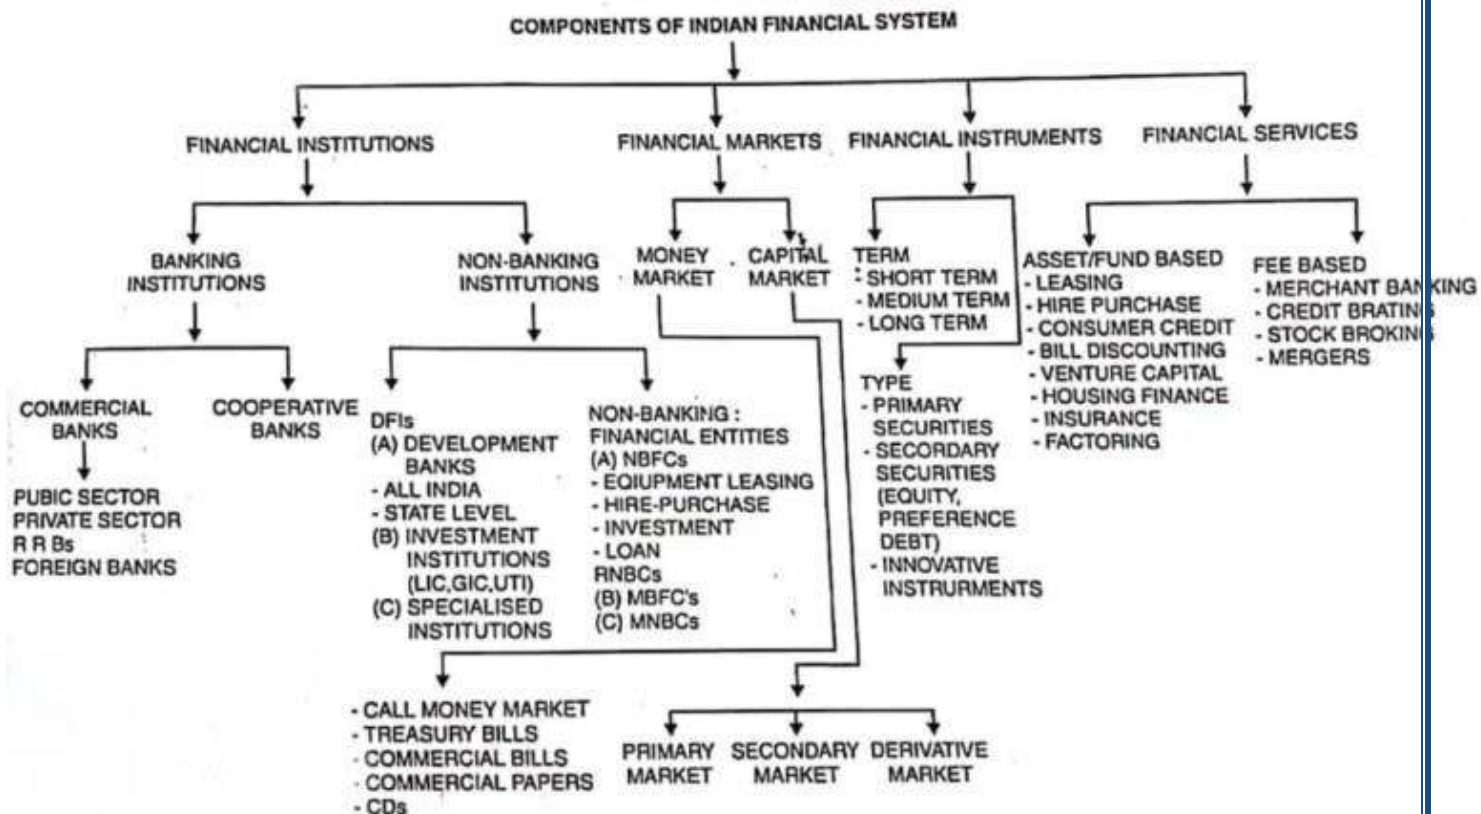 COMPONENTS OF INDIAN FINANCIAL SYSTEM
FINANCIAL INSTITUTIONS
FINANCIAL MARKETS
FINANCIAL INSTRUMENTS
FINANCIAL SERVICES
BANKING
INSTITUTIONS
NON-BANKING
INSTITUTIONS
MONEY
MARKET
CAPITAL
MARKET
TERM
- SHORT TERM
- MEDIUM TERM
- LONG TERM
ASSET/FUND BASED
- LEASING
- HIRE PURCHASE
- CONSUMER CREDIT
- BILL DISCOUNTING
- VENTURE CAPITAL
- HOUSING FINANCE
- INSURANCE
- FACTORING
FEE BASED
- MERCHANT BANKING
- CREDIT BRATING
- STOCK BROKING
- MERGERS
COMMERCIAL
BANKS
COOPERATIVE
BANKS
PUBIC SECTOR
PRIVATE SECTOR
R R Bs
FOREIGN BANKS
DFIs
(A) DEVELOPMENT
BANKS
- ALL INDIA
- STATE LEVEL
(B) INVESTMENT
INSTITUTIONS
(LIC,GIC,UTI)
(C) SPECIALISED
INSTITUTIONS
NON-BANKING :
FINANCIAL ENTITIES
(A) NBFCs
- EQIUPMENT LEASING
- HIRE-PURCHASE
- INVESTMENT
- LOAN
RNBCs
(B) MBFC's
(C) MNBCs
TYPE
- PRIMARY
SECURITIES
- SECORDARY
SECURITIES
(EQUITY,
PREFERENCE
DEBT)
- INNOVATIVE
INSTRURMENTS
- CALL MONEY MARKET
- TREASURY BILLS
- COMMERCIAL BILLS
- COMMERCIAL PAPERS
- CDs
PRIMARY
MARKET
SECONDARY
MARKET
DERIVATIVE
MARKET